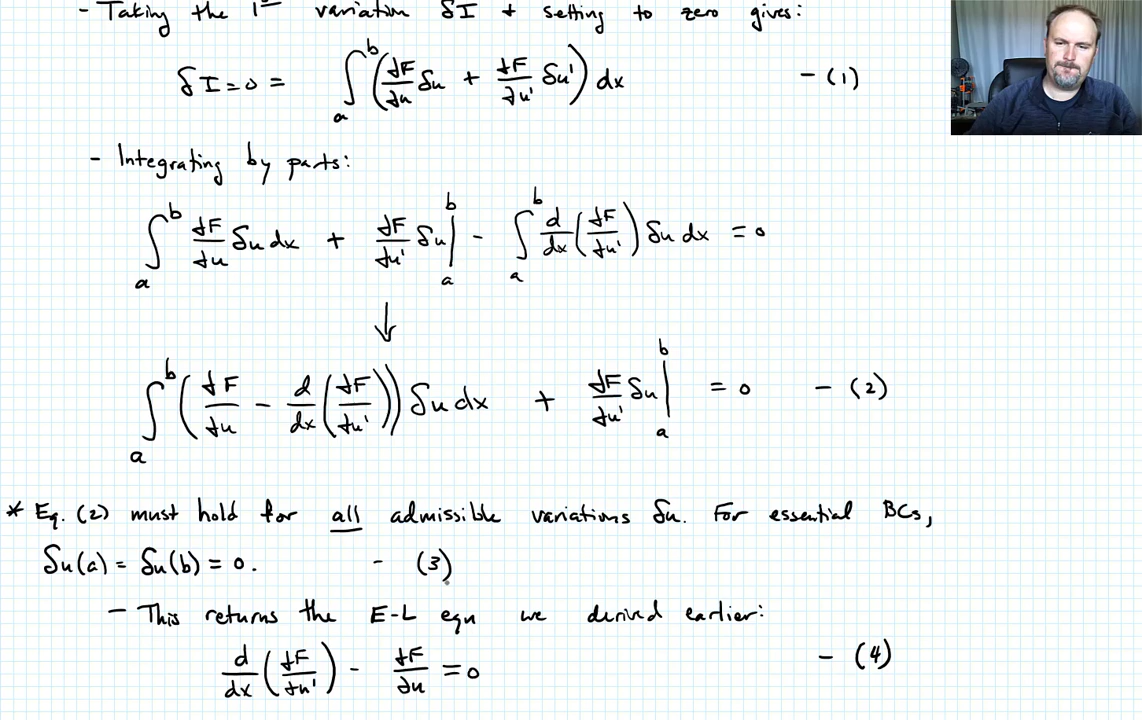 - Taking the 1st variation δI + setting to zero gives:
δI = 0 = ∫_a^b (∂F/∂u δu + ∂F/∂u' δu') dx - (1)
- Integrating by parts:
∫_a^b ∂F/∂u δu dx + ∂F/∂u' δu |_a^b - ∫_a^b d/dx (∂F/∂u') δu dx = 0
↓
∫_a^b (∂F/∂u - d/dx (∂F/∂u')) δu dx + ∂F/∂u' δu |_a^b = 0 - (2)
* Eq. (2) must hold for all admissible variations δu. For essential BCs,
δu(a) = δu(b) = 0. - (3)
- This returns the E-L eqn we derived earlier:
d/dx (∂F/∂u') - ∂F/∂u = 0 - (4)